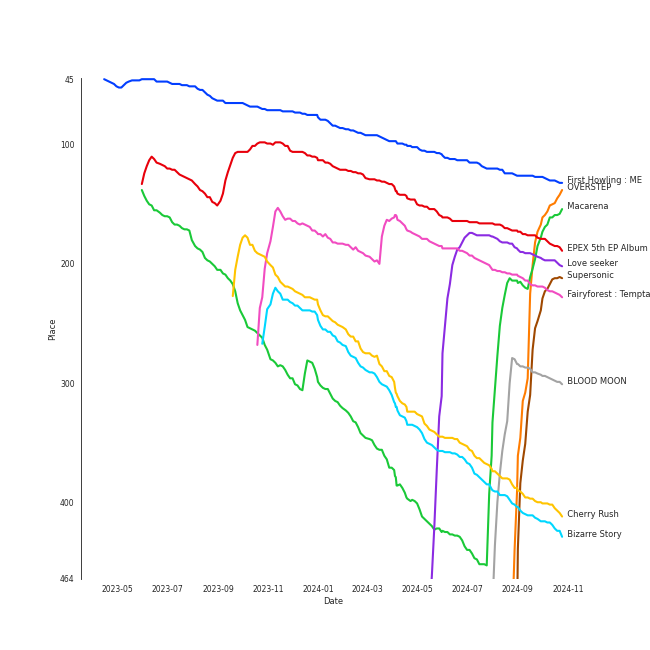 45
100
200
300
400
464
Place
2023-05
2023-07
2023-09
2023-11
2024-01
2024-03
2024-05
2024-07
2024-09
2024-11
Date
First Howling : ME
OVERSTEP
Macarena
EPEX 5th EP Album
Love seeker
Supersonic
Fairyforest : Tempta
BLOOD MOON
Cherry Rush
Bizarre Story